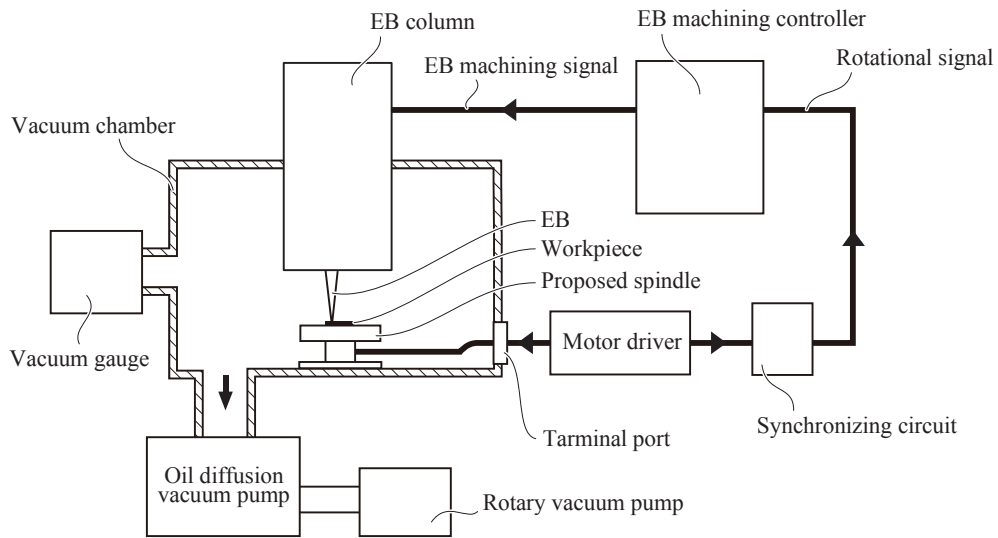 EB column
EB machining controller
EB machining signal
Rotational signal
Vacuum chamber
EB
Workpiece
Proposed spindle
Motor driver
Vacuum gauge
Synchronizing circuit
Tarminal port
Oil diffusion
vacuum pump
Rotary vacuum pump